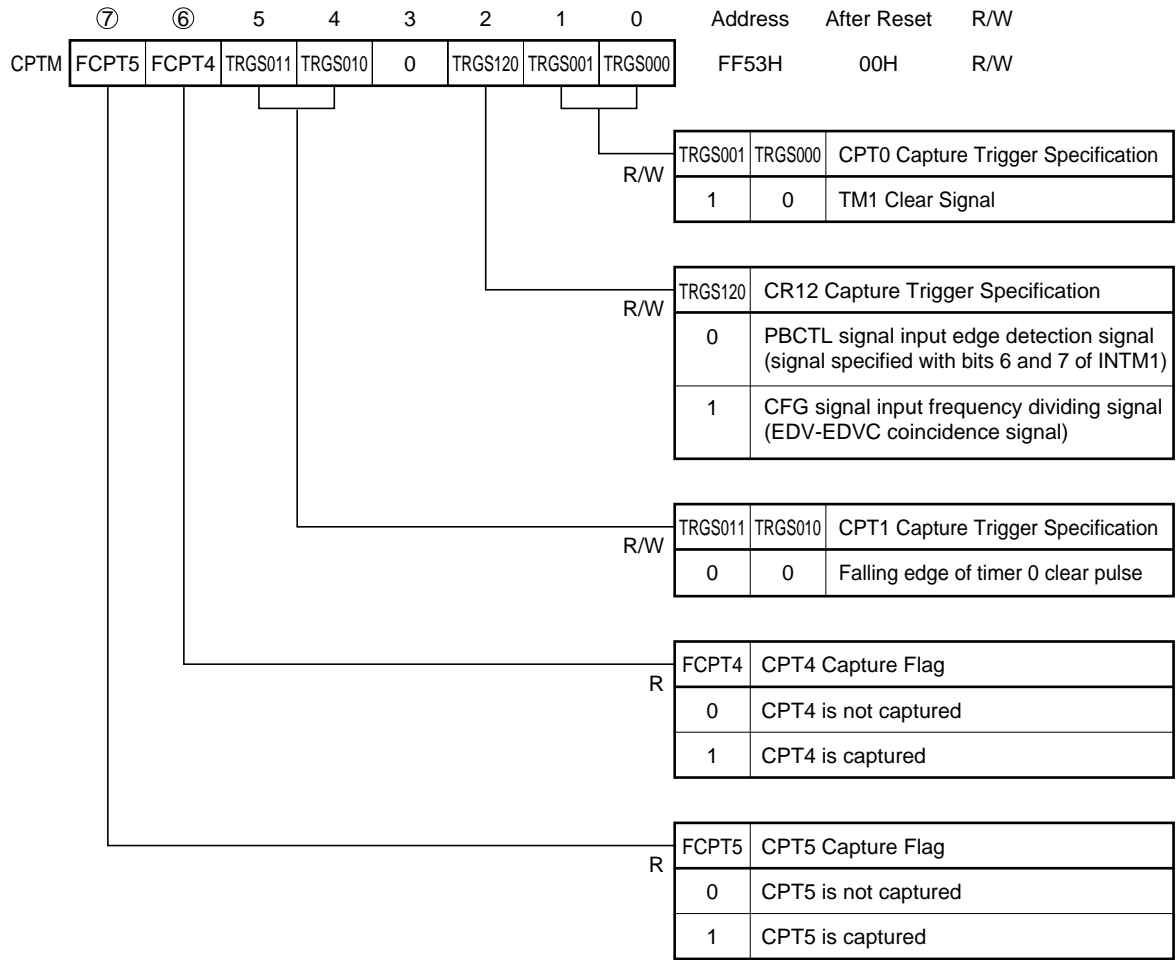 ⑦ ⑥ 5 4 3 2 1 0 Address After Reset R/W
CPTM FCPT5 FCPT4 TRGS011 TRGS010 0 TRGS120 TRGS001 TRGS000 FF53H 00H R/W
R/W
TRGS001 TRGS000 CPT0 Capture Trigger Specification
1 0 TM1 Clear Signal
R/W
TRGS120 CR12 Capture Trigger Specification
0 PBCTL signal input edge detection signal
(signal specified with bits 6 and 7 of INTM1)
1 CFG signal input frequency dividing signal
(EDV-EDVC coincidence signal)
R/W
TRGS011 TRGS010 CPT1 Capture Trigger Specification
0 0 Falling edge of timer 0 clear pulse
R
FCPT4 CPT4 Capture Flag
0 CPT4 is not captured
1 CPT4 is captured
R
FCPT5 CPT5 Capture Flag
0 CPT5 is not captured
1 CPT5 is captured